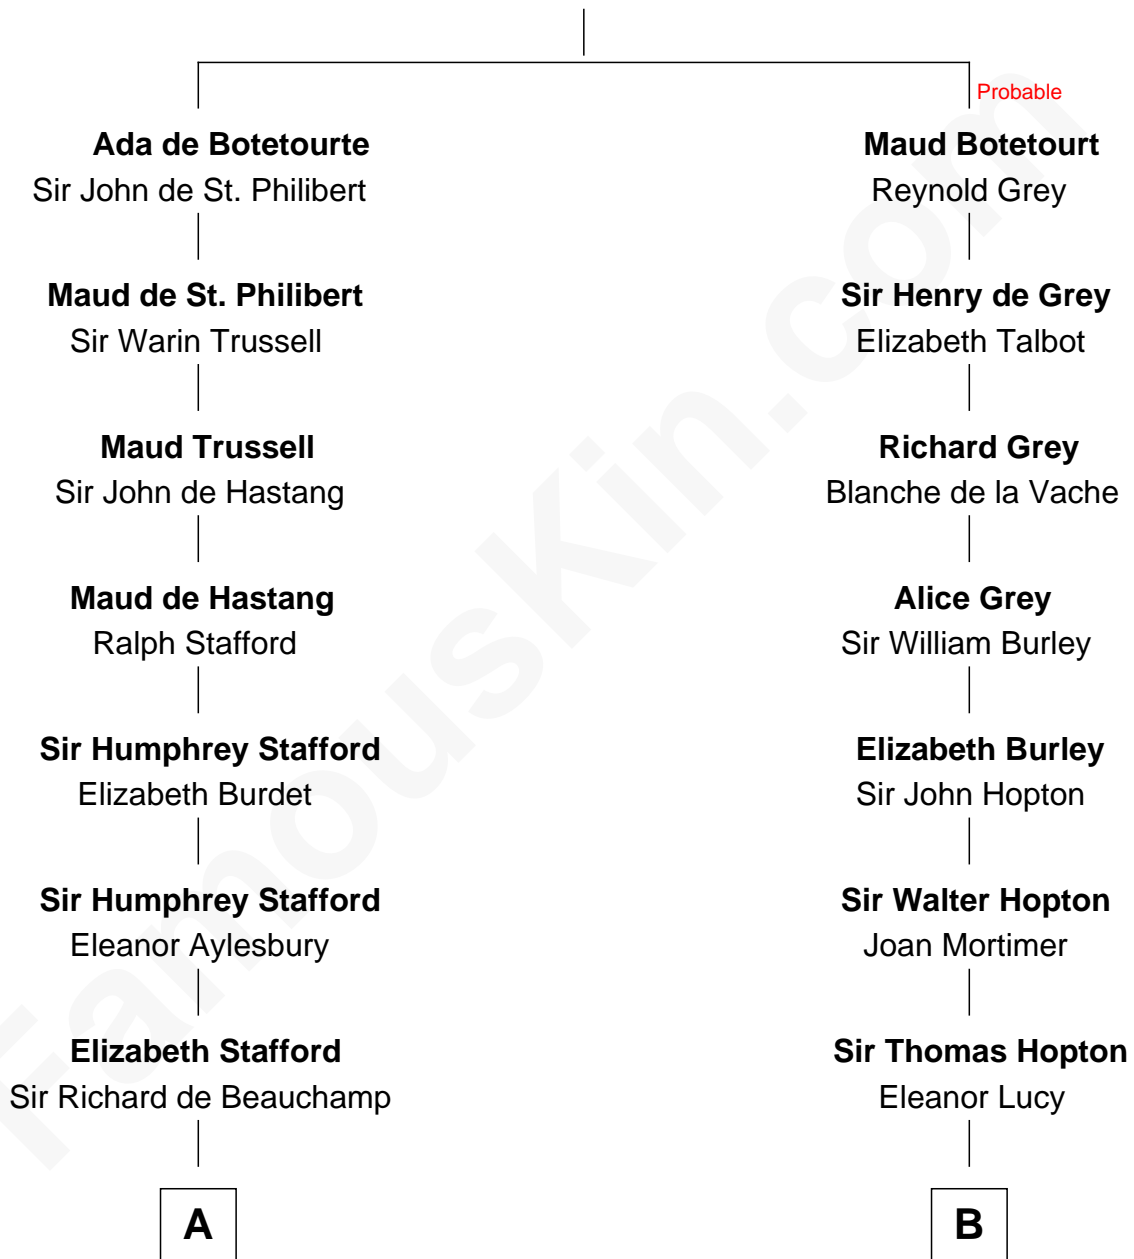 Probable
Ada de Botetourte
Sir John de St. Philibert
Maud Botetourt
Reynold Grey
Maud de St. Philibert
Sir Warin Trussell
Sir Henry de Grey
Elizabeth Talbot
Maud Trussell
Sir John de Hastang
Richard Grey
Blanche de la Vache
Maud de Hastang
Ralph Stafford
Alice Grey
Sir William Burley
Sir Humphrey Stafford
Elizabeth Burdet
Elizabeth Burley
Sir John Hopton
Sir Humphrey Stafford
Eleanor Aylesbury
Sir Walter Hopton
Joan Mortimer
Elizabeth Stafford
Sir Richard de Beauchamp
Sir Thomas Hopton
Eleanor Lucy
A
B
FamousKin.com